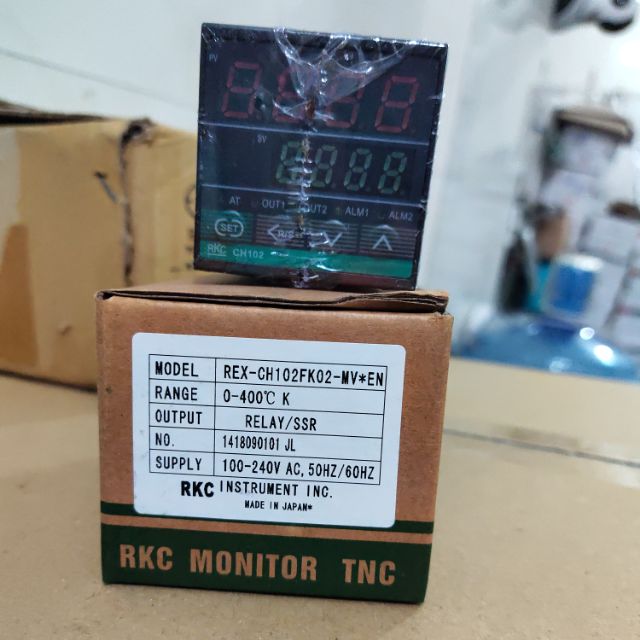 PV
8888
SV
8888
AT OUT1 OUT2 ALM1 ALM2
SET <R/S
RKC CH102
MODEL REX-CH102FK02-MV*EN
RANGE 0-400℃ K
OUTPUT RELAY/SSR
NO. 1418090101 JL
SUPPLY 100-240V AC, 50HZ/60HZ
RKC INSTRUMENT INC.
MADE IN JAPAN*
RKC MONITOR TNC